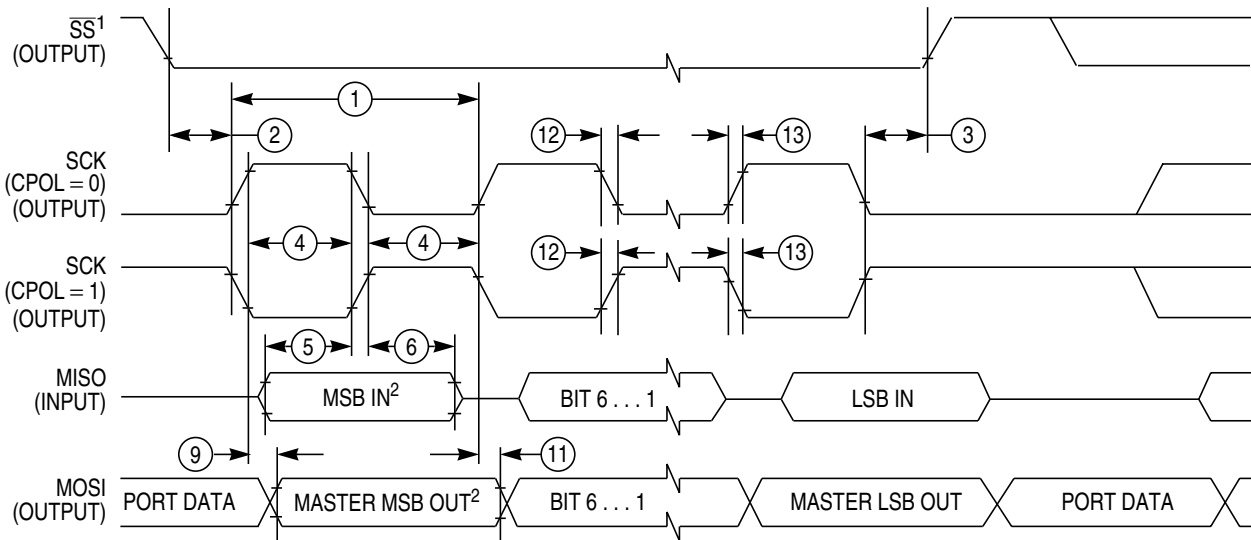 SS¹
(OUTPUT)
1
2
12
13
3
SCK
(CPOL = 0)
(OUTPUT)
4
4
SCK
(CPOL = 1)
(OUTPUT)
12
13
5
6
MISO
(INPUT)
MSB IN²
BIT 6 . . . 1
LSB IN
9
11
MOSI
(OUTPUT)
PORT DATA
MASTER MSB OUT²
BIT 6 . . . 1
MASTER LSB OUT
PORT DATA